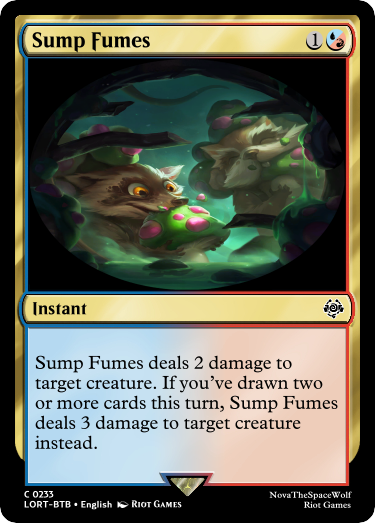 Sump Fumes 1
Instant
Sump Fumes deals 2 damage to
target creature. If you've drawn two
or more cards this turn, Sump Fumes
deals 3 damage to target creature
instead.
C 0233
LORT-BTB • English Riot Games
NovaTheSpaceWolf
Riot Games